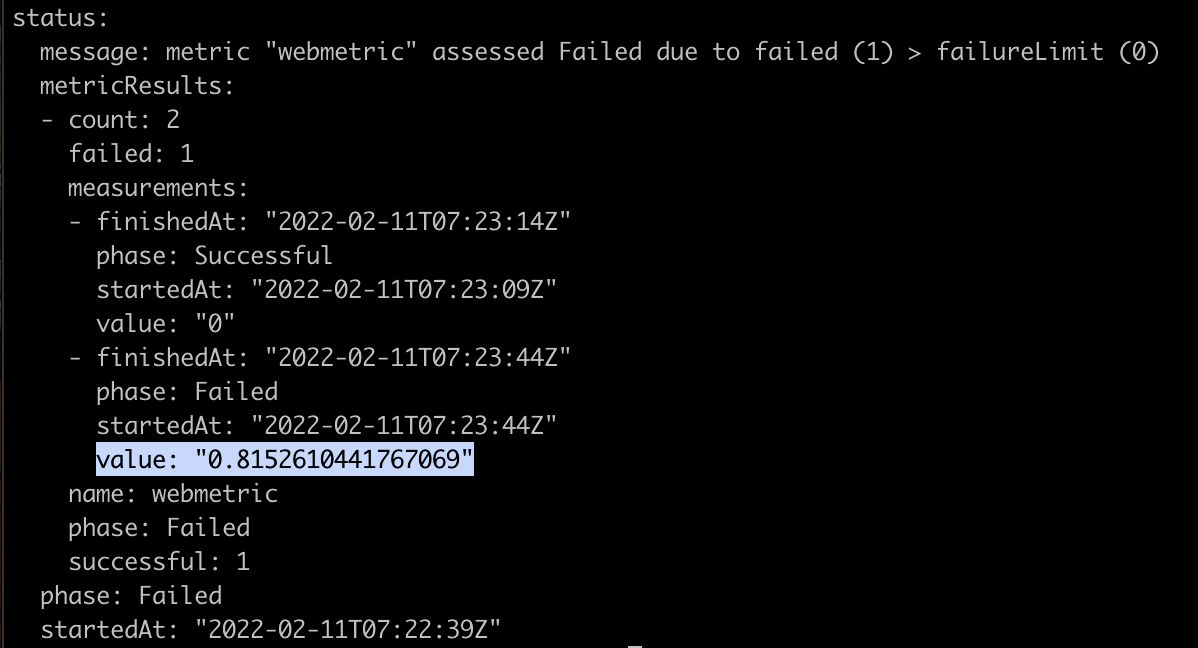 status:
  message: metric "webmetric" assessed Failed due to failed (1) > failureLimit (0)
  metricResults:
  - count: 2
    failed: 1
    measurements:
    - finishedAt: "2022-02-11T07:23:14Z"
      phase: Successful
      startedAt: "2022-02-11T07:23:09Z"
      value: "0"
    - finishedAt: "2022-02-11T07:23:44Z"
      phase: Failed
      startedAt: "2022-02-11T07:23:44Z"
      value: "0.8152610441767069"
    name: webmetric
    phase: Failed
    successful: 1
  phase: Failed
  startedAt: "2022-02-11T07:22:39Z"